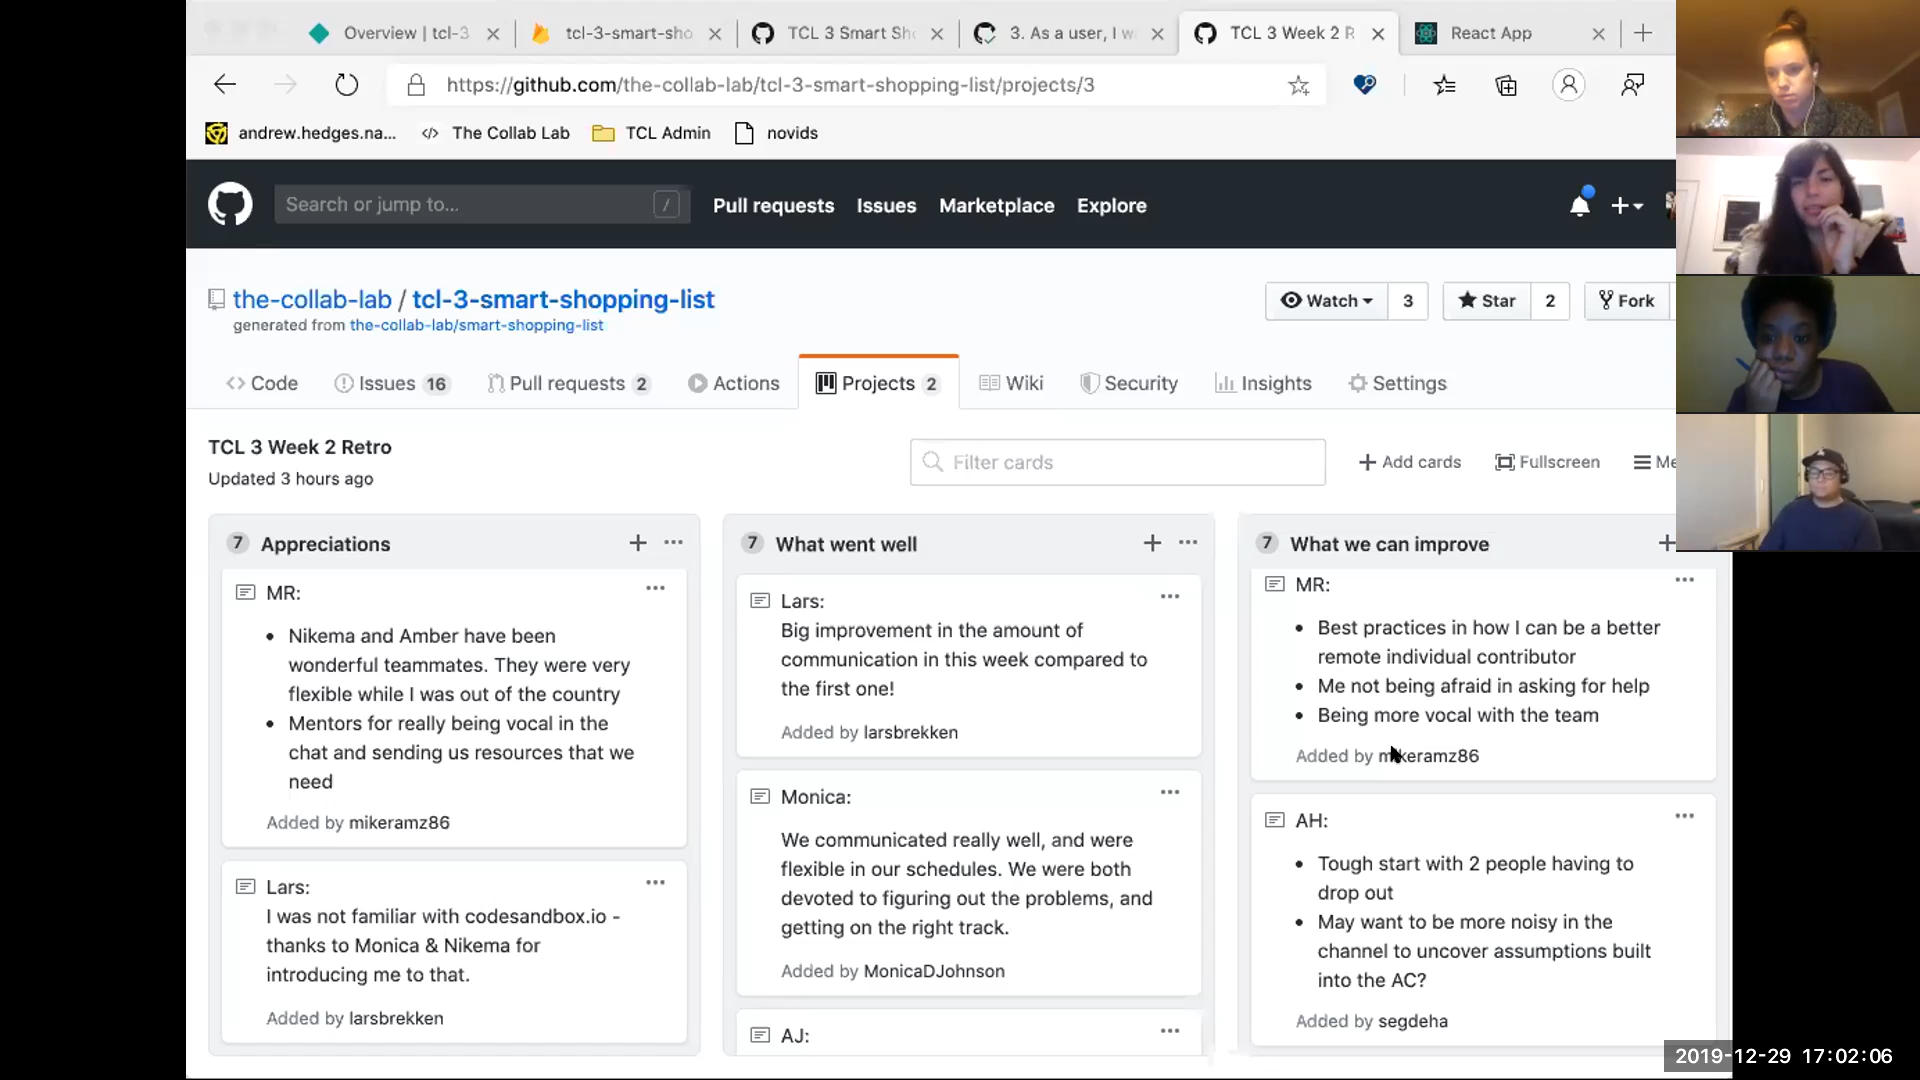 Overview | tcl-3
tcl-3-smart-sho
TCL 3 Smart Sh
3. As a user, I w
TCL 3 Week 2 R
React App
https://github.com/the-collab-lab/tcl-3-smart-shopping-list/projects/3
andrew.hedges.na...
The Collab Lab
TCL Admin
novids
Search or jump to...
/
Pull requests
Issues
Marketplace
Explore
the-collab-lab / tcl-3-smart-shopping-list
generated from the-collab-lab/smart-shopping-list
Watch
3
Star
2
Fork
Code
Issues 16
Pull requests 2
Actions
Projects 2
Wiki
Security
Insights
Settings
TCL 3 Week 2 Retro
Updated 3 hours ago
Filter cards
Add cards
Fullscreen
Me
7 Appreciations
MR:
• Nikema and Amber have been
wonderful teammates. They were very
flexible while I was out of the country
• Mentors for really being vocal in the
chat and sending us resources that we
need
Added by mikeramz86
Lars:
I was not familiar with codesandbox.io -
thanks to Monica & Nikema for
introducing me to that.
Added by larsbrekken
7 What went well
Lars:
Big improvement in the amount of
communication in this week compared to
the first one!
Added by larsbrekken
Monica:
We communicated really well, and were
flexible in our schedules. We were both
devoted to figuring out the problems, and
getting on the right track.
Added by MonicaDJohnson
AJ:
7 What we can improve
MR:
• Best practices in how I can be a better
remote individual contributor
• Me not being afraid in asking for help
• Being more vocal with the team
Added by mikeramz86
AH:
• Tough start with 2 people having to
drop out
• May want to be more noisy in the
channel to uncover assumptions built
into the AC?
Added by segdeha
2019-12-29 17:02:06